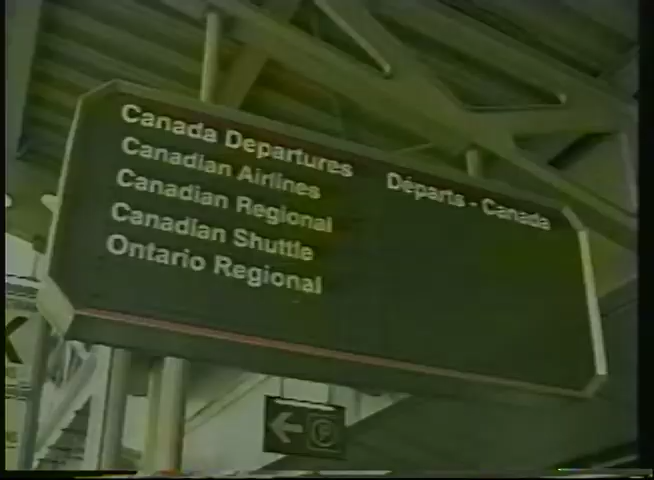 Canada Departures
Départs - Canada
Canadian Airlines
Canadian Regional
Canadian Shuttle
Ontario Regional
P